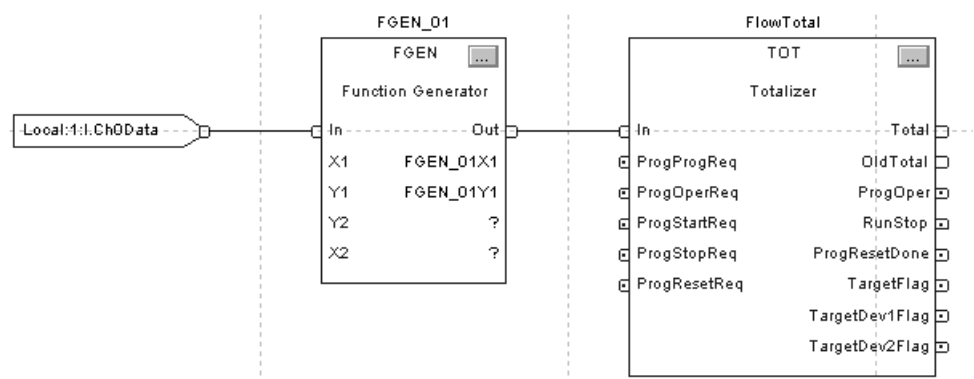 FGEN_01
FGEN
...
Function Generator
Local:1:I.Ch0Data
In
Out
X1
FGEN_01X1
Y1
FGEN_01Y1
Y2
?
X2
?
FlowTotal
TOT
...
Totalizer
In
Total
ProgProgReq
OldTotal
ProgOperReq
ProgOper
ProgStartReq
RunStop
ProgStopReq
ProgResetDone
ProgResetReq
TargetFlag
TargetDev1Flag
TargetDev2Flag